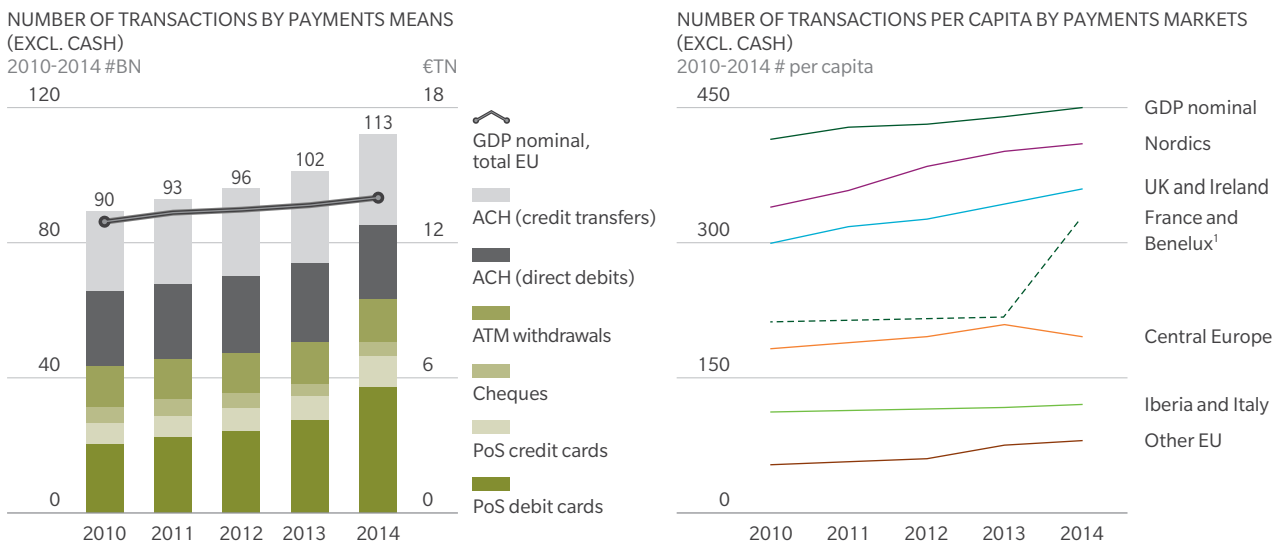 NUMBER OF TRANSACTIONS BY PAYMENTS MEANS
(EXCL. CASH)
2010-2014 #BN
€TN
120
18
80
12
40
6
0
0
90
93
96
102
113
2010
2011
2012
2013
2014
GDP nominal,
total EU
ACH (credit transfers)
ACH (direct debits)
ATM withdrawals
Cheques
PoS credit cards
PoS debit cards
NUMBER OF TRANSACTIONS PER CAPITA BY PAYMENTS MARKETS
(EXCL. CASH)
2010-2014 # per capita
450
300
150
0
2010
2011
2012
2013
2014
GDP nominal
Nordics
UK and Ireland
France and
Benelux¹
Central Europe
Iberia and Italy
Other EU